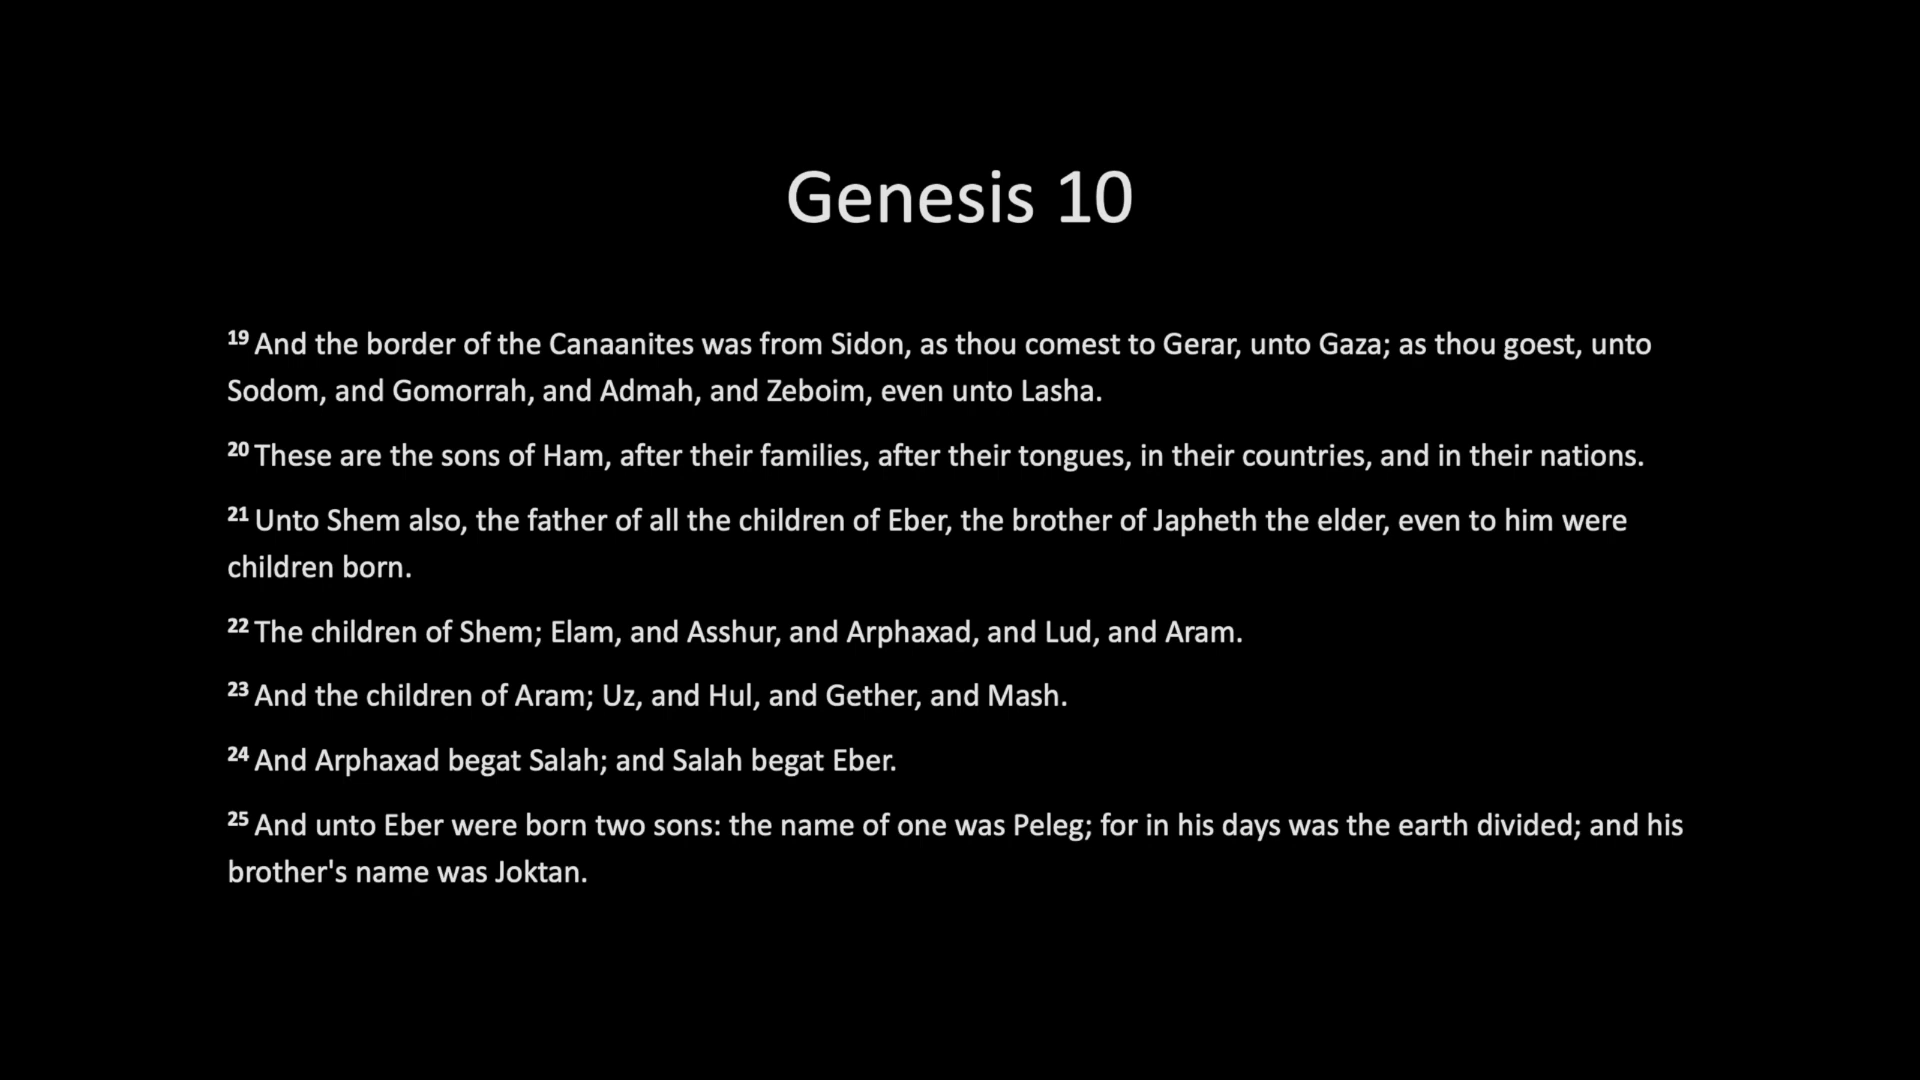 Genesis 10
19 And the border of the Canaanites was from Sidon, as thou comest to Gerar, unto Gaza; as thou goest, unto
Sodom, and Gomorrah, and Admah, and Zeboim, even unto Lasha.
20 These are the sons of Ham, after their families, after their tongues, in their countries, and in their nations.
21 Unto Shem also, the father of all the children of Eber, the brother of Japheth the elder, even to him were
children born.
22 The children of Shem; Elam, and Asshur, and Arphaxad, and Lud, and Aram.
23 And the children of Aram; Uz, and Hul, and Gether, and Mash.
24 And Arphaxad begat Salah; and Salah begat Eber.
25 And unto Eber were born two sons: the name of one was Peleg; for in his days was the earth divided; and his
brother's name was Joktan.